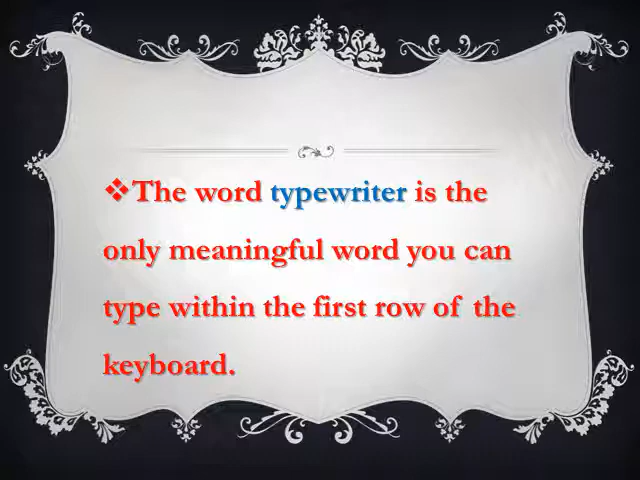 ❖The word typewriter is the
only meaningful word you can
type within the first row of the
keyboard.